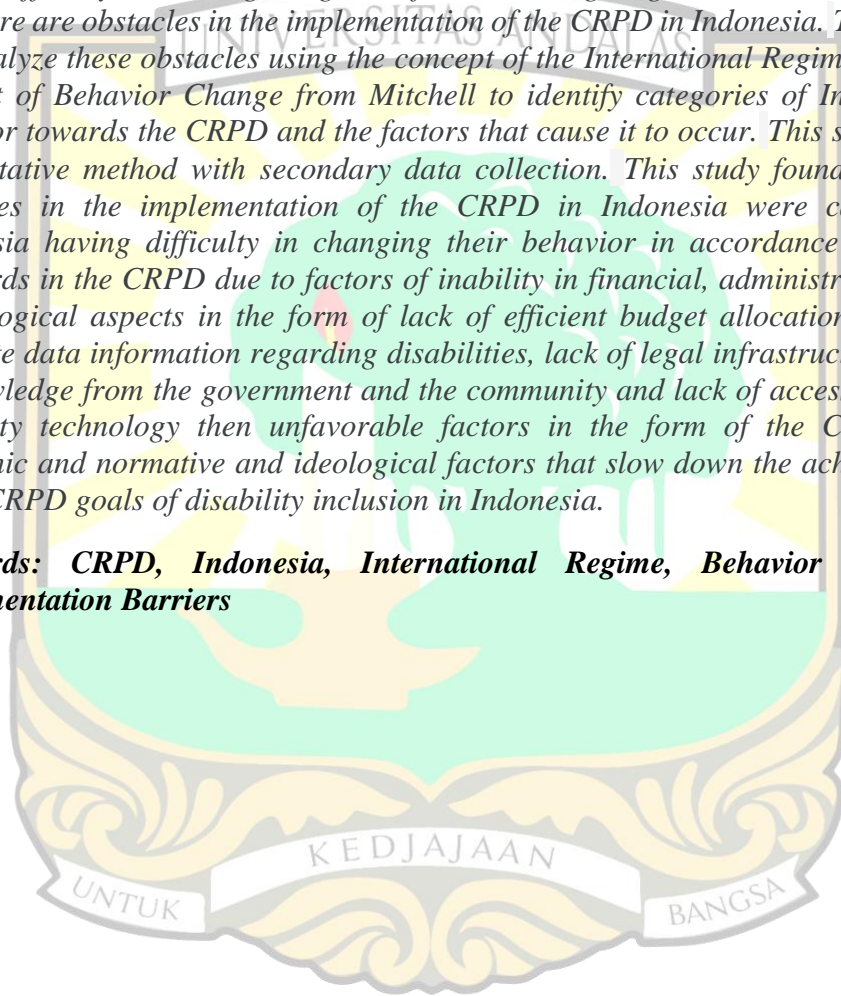 ere are obstacles in the implementation of the CRPD in Indonesia. T
UNIVERSITAS ANDALAS
alyze these obstacles using the concept of the International Regim
t of Behavior Change from Mitchell to identify categories of In
or towards the CRPD and the factors that cause it to occur. This s
tative method with secondary data collection. This study found
es in the implementation of the CRPD in Indonesia were c
sia having difficulty in changing their behavior in accordance
rds in the CRPD due to factors of inability in financial, administr
logical aspects in the form of lack of efficient budget allocation
te data information regarding disabilities, lack of legal infrastruc
wledge from the government and the community and lack of acces
ty technology then unfavorable factors in the form of the C
nic and normative and ideological factors that slow down the ach
CRPD goals of disability inclusion in Indonesia.
rds: CRPD, Indonesia, International Regime, Behavior
mentation Barriers
KEDJAJAAN
UNTUK
BANGSA